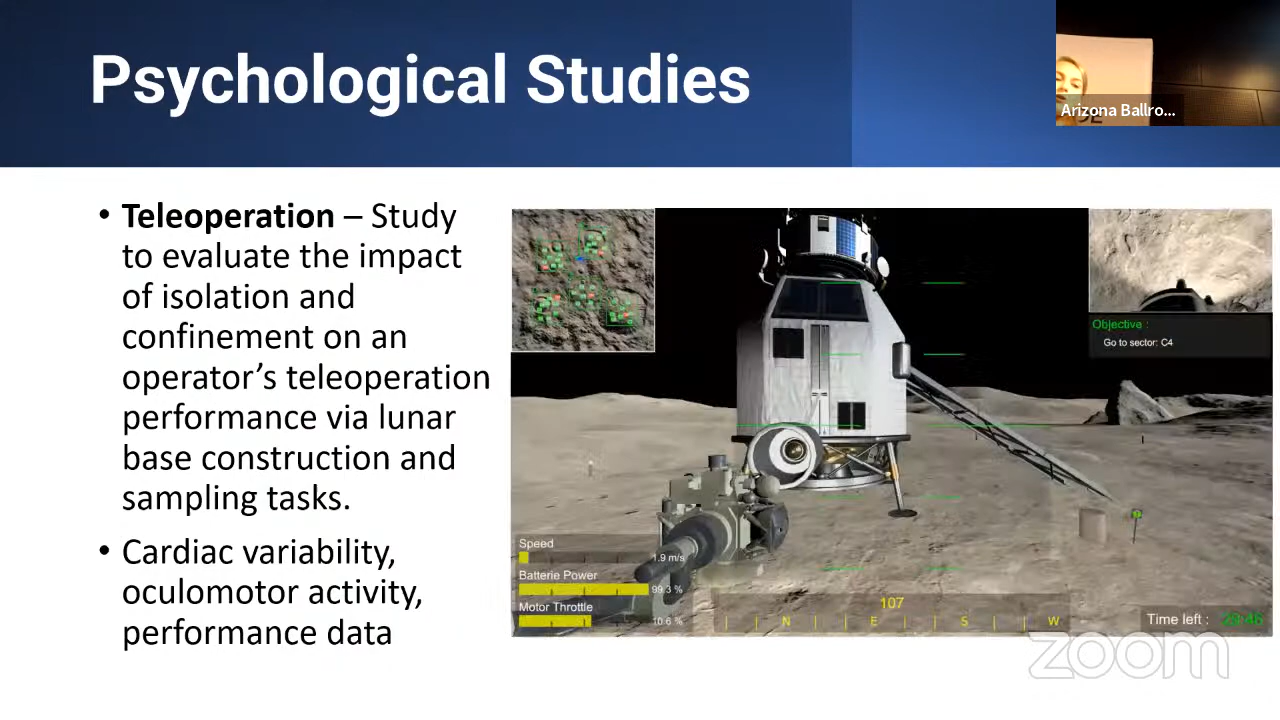 Psychological Studies
Arizona Ballro...
• Teleoperation – Study
to evaluate the impact
of isolation and
confinement on an
operator's teleoperation
performance via lunar
base construction and
sampling tasks.
• Cardiac variability,
oculomotor activity,
performance data
Objective :
Go to sector: C4
Speed
1.9 m/s
Batterie Power
99.3 %
Motor Throttle
10.6 %
107
N E S W
Time left :
zoom